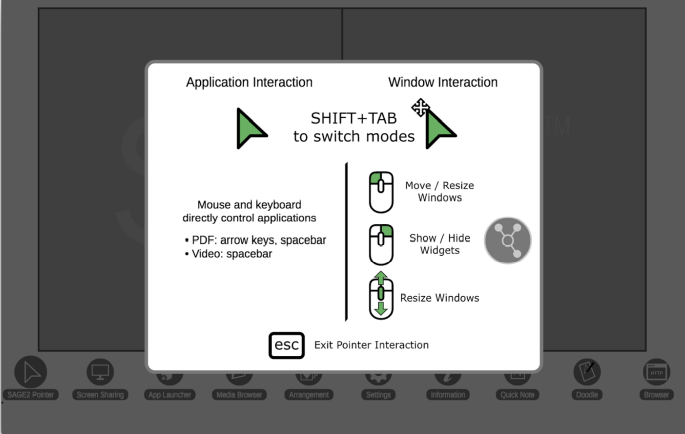 Application Interaction
Window Interaction
SHIFT+TAB
to switch modes
Mouse and keyboard
directly control applications
• PDF: arrow keys, spacebar
• Video: spacebar
Move / Resize
Windows
Show / Hide
Widgets
Resize Windows
esc Exit Pointer Interaction
HTTP
SAGE2 Pointer Screen Sharing App Launcher Media Browser Arrangement Settings Information Quick Note Doodle Browser
S
TM